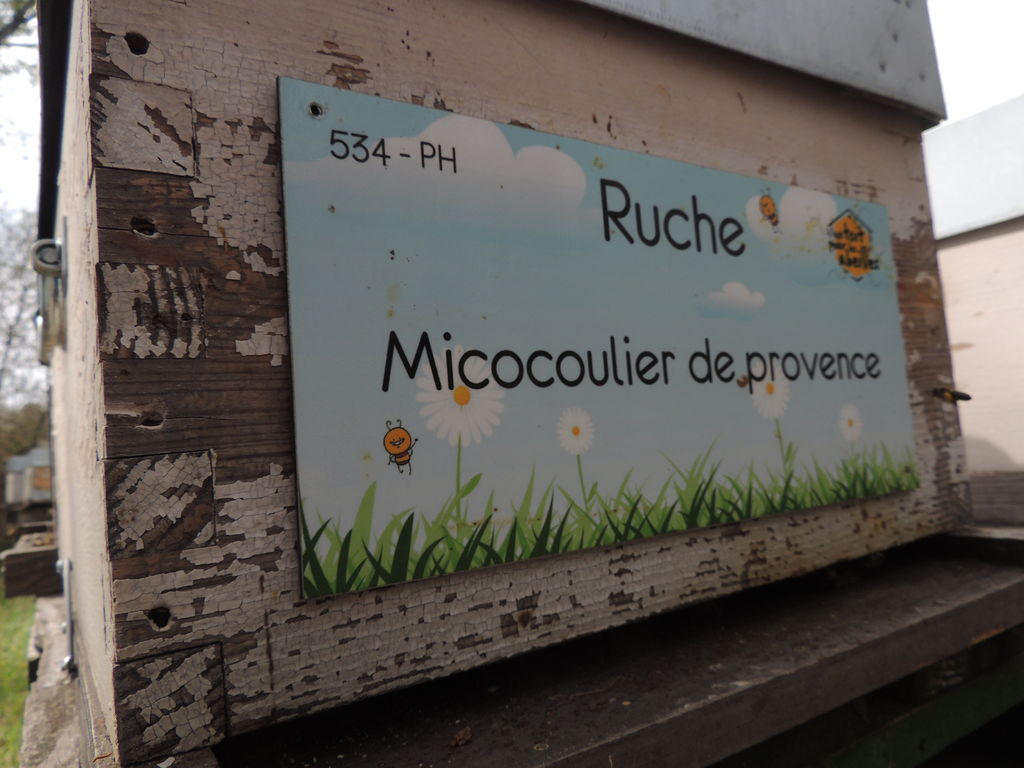 534 - PH
Ruche
Micocoulier de provence